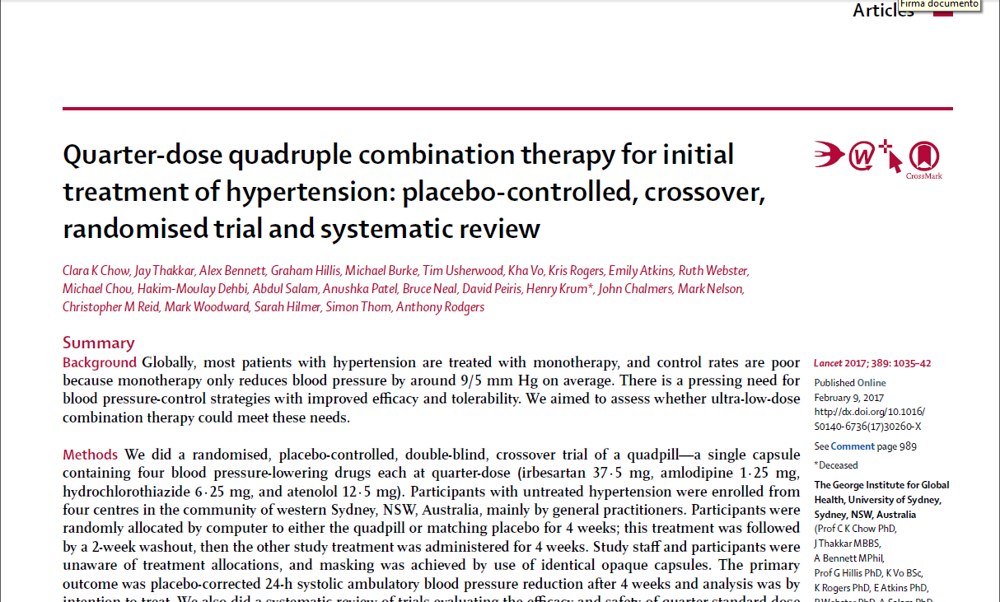 Firma documento
Articles
Quarter-dose quadruple combination therapy for initial
treatment of hypertension: placebo-controlled, crossover,
randomised trial and systematic review
CrossMark
Clara K Chow, Jay Thakkar, Alex Bennett, Graham Hillis, Michael Burke, Tim Usherwood, Kha Vo, Kris Rogers, Emily Atkins, Ruth Webster,
Michael Chou, Hakim-Moulay Dehbi, Abdul Salam, Anushka Patel, Bruce Neal, David Peiris, Henry Krum*, John Chalmers, Mark Nelson,
Christopher M Reid, Mark Woodward, Sarah Hilmer, Simon Thom, Anthony Rodgers
Summary
Background Globally, most patients with hypertension are treated with monotherapy, and control rates are poor
because monotherapy only reduces blood pressure by around 9/5 mm Hg on average. There is a pressing need for
blood pressure-control strategies with improved efficacy and tolerability. We aimed to assess whether ultra-low-dose
combination therapy could meet these needs.
Methods We did a randomised, placebo-controlled, double-blind, crossover trial of a quadpill—a single capsule
containing four blood pressure-lowering drugs each at quarter-dose (irbesartan 37·5 mg, amlodipine 1·25 mg,
hydrochlorothiazide 6·25 mg, and atenolol 12·5 mg). Participants with untreated hypertension were enrolled from
four centres in the community of western Sydney, NSW, Australia, mainly by general practitioners. Participants were
randomly allocated by computer to either the quadpill or matching placebo for 4 weeks; this treatment was followed
by a 2-week washout, then the other study treatment was administered for 4 weeks. Study staff and participants were
unaware of treatment allocations, and masking was achieved by use of identical opaque capsules. The primary
outcome was placebo-corrected 24-h systolic ambulatory blood pressure reduction after 4 weeks and analysis was by
intention to treat. We also did a systematic review of trials evaluating the efficacy and safety of quarter-standard-dose
Lancet 2017; 389: 1035–42
Published Online
February 9, 2017
http://dx.doi.org/10.1016/
S0140-6736(17)30260-X
See Comment page 989
*Deceased
The George Institute for Global
Health, University of Sydney,
Sydney, NSW, Australia
(Prof C K Chow PhD,
J Thakkar MBBS,
A Bennett MPhil,
Prof G Hillis PhD, K Vo BSc,
K Rogers PhD, E Atkins PhD,
R Webster PhD, A Salam PhD,